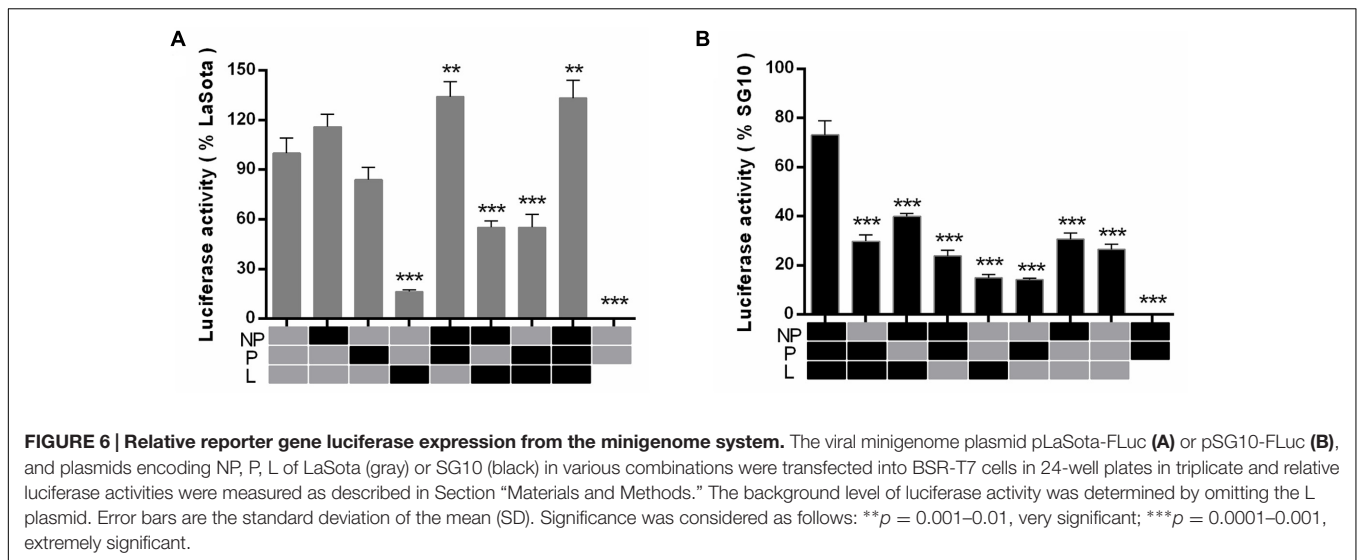 A
Luciferase activity ( % LaSota )
150
120
90
60
30
0
**
**
***
***
***
***
NP
P
L
B
Luciferase activity ( % SG10 )
100
80
60
40
20
0
***
***
***
***
***
***
***
***
NP
P
L
FIGURE 6 | Relative reporter gene luciferase expression from the minigenome system. The viral minigenome plasmid pLaSota-FLuc (A) or pSG10-FLuc (B),
and plasmids encoding NP, P, L of LaSota (gray) or SG10 (black) in various combinations were transfected into BSR-T7 cells in 24-well plates in triplicate and relative
luciferase activities were measured as described in Section “Materials and Methods.” The background level of luciferase activity was determined by omitting the L
plasmid. Error bars are the standard deviation of the mean (SD). Significance was considered as follows: **p = 0.001–0.01, very significant; ***p = 0.0001–0.001,
extremely significant.